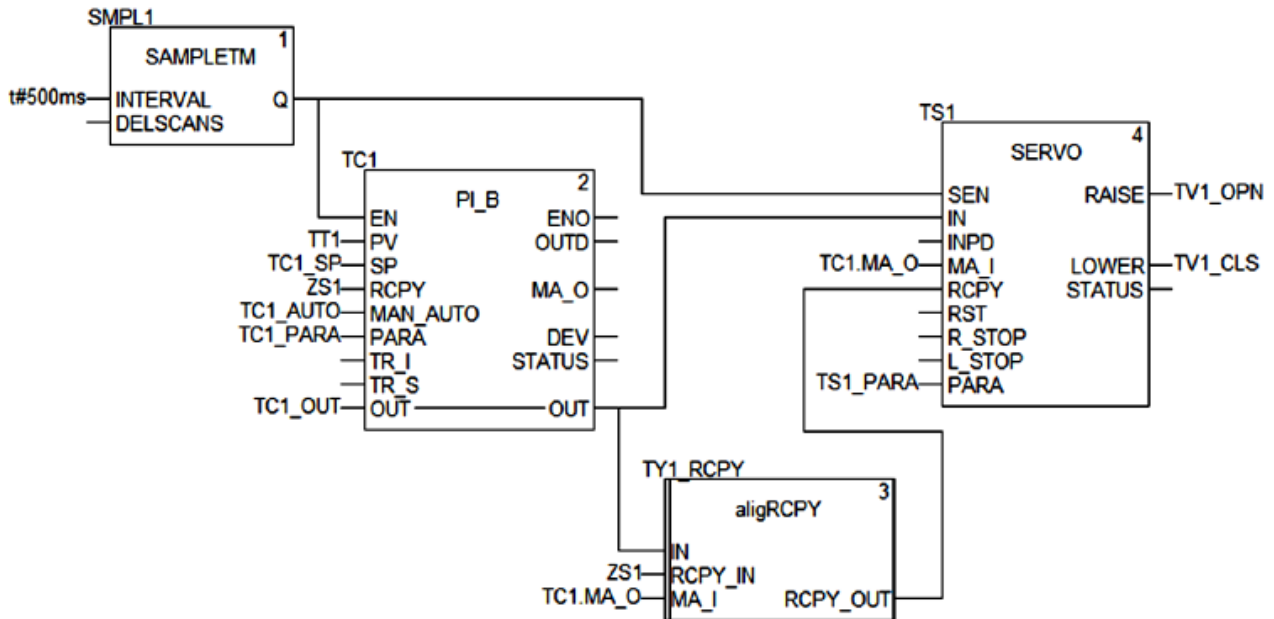 SMPL1
1
SAMPLETM
t#500ms INTERVAL Q
DELSCANS
TC1
2
PI_B
EN ENO
TT1 PV OUTD
TC1_SP SP
ZS1 RCPY MA_O
TC1_AUTO MAN_AUTO
TC1_PARA PARA DEV
TR_I STATUS
TR_S
TC1_OUT OUT OUT
TY1_RCPY
3
aligRCPY
IN
ZS1 RCPY_IN
TC1.MA_O MA_I RCPY_OUT
TS1
4
SERVO
SEN RAISE TV1_OPN
IN
INPD
TC1.MA_O MA_I LOWER TV1_CLS
RCPY STATUS
RST
R_STOP
L_STOP
TS1_PARA PARA